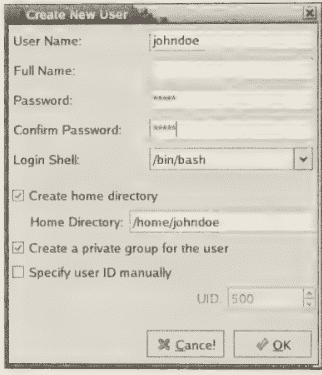 Create New User
User Name: johndoe
Full Name:
Password: *****
Confirm Password: *****
Login Shell: /bin/bash
Create home directory
Home Directory: /home/johndoe
Create a private group for the user
Specify user ID manually
UID: 500
Cancel OK